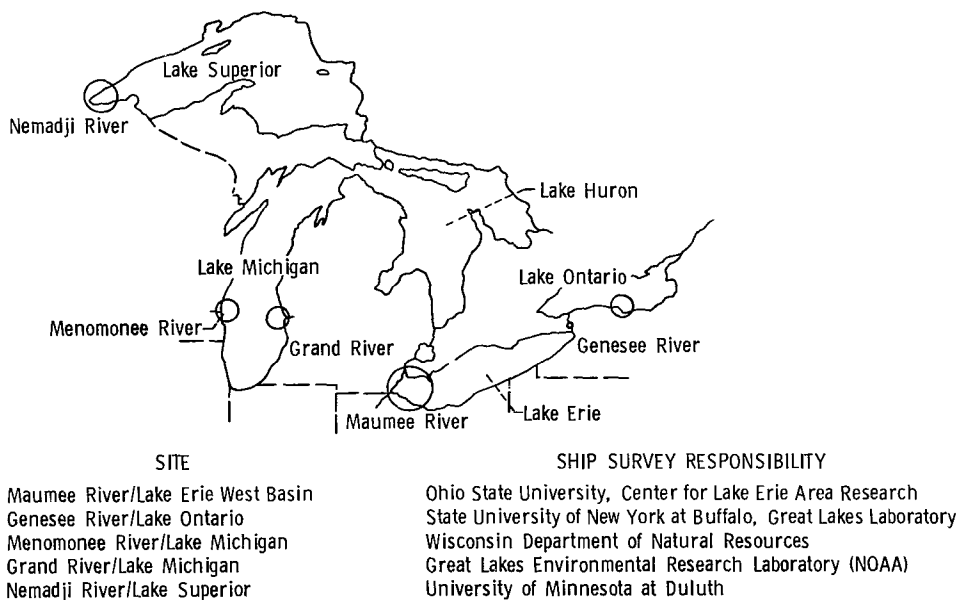 Lake Superior
Nemadji River
Lake Huron
Lake Michigan
Lake Ontario
Menomonee River
Grand River
Genesee River
Maumee River
Lake Erie
SITE
Maumee River/Lake Erie West Basin
Genesee River/Lake Ontario
Menomonee River/Lake Michigan
Grand River/Lake Michigan
Nemadji River/Lake Superior
SHIP SURVEY RESPONSIBILITY
Ohio State University, Center for Lake Erie Area Research
State University of New York at Buffalo, Great Lakes Laboratory
Wisconsin Department of Natural Resources
Great Lakes Environmental Research Laboratory (NOAA)
University of Minnesota at Duluth